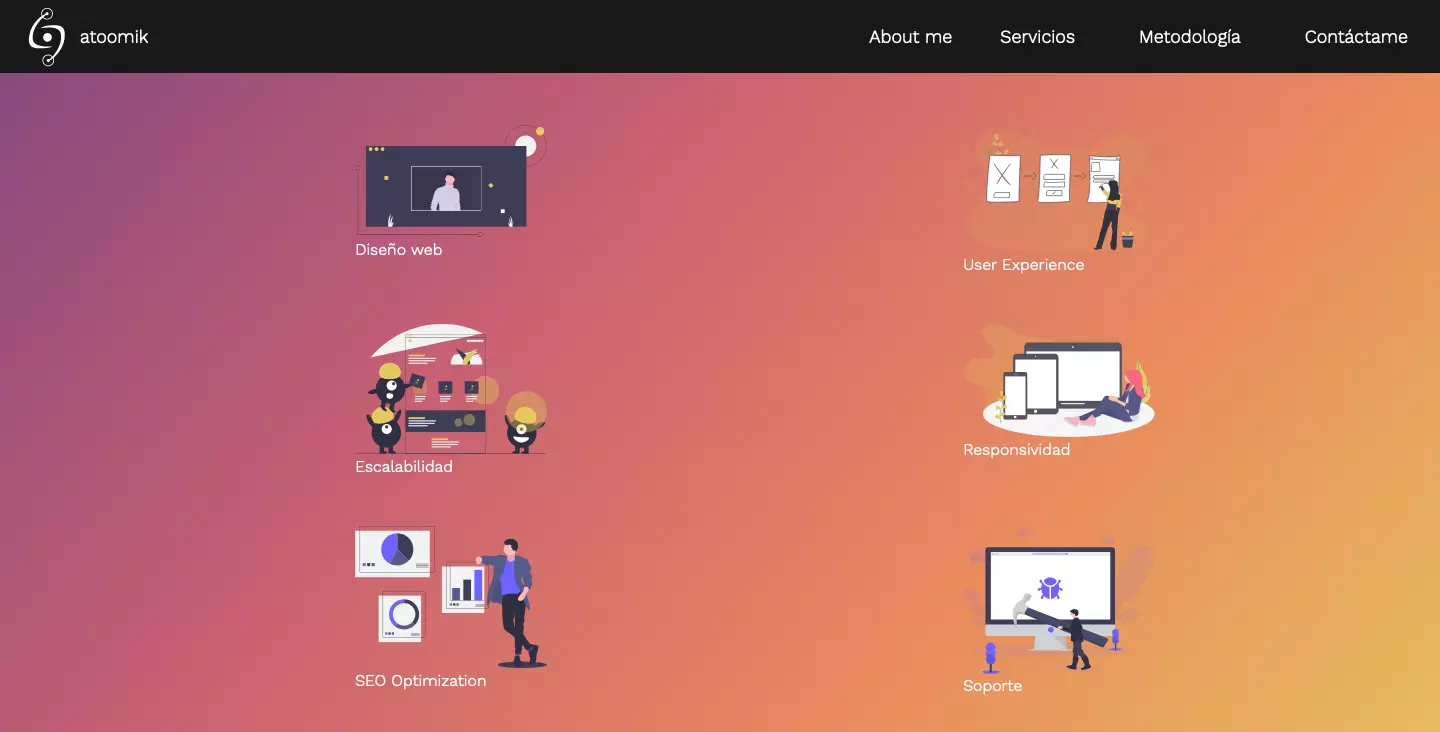 atoomik
About me
Servicios
Metodología
Contáctame
Diseño web
User Experience
Escalabilidad
Responsividad
SEO Optimization
Soporte